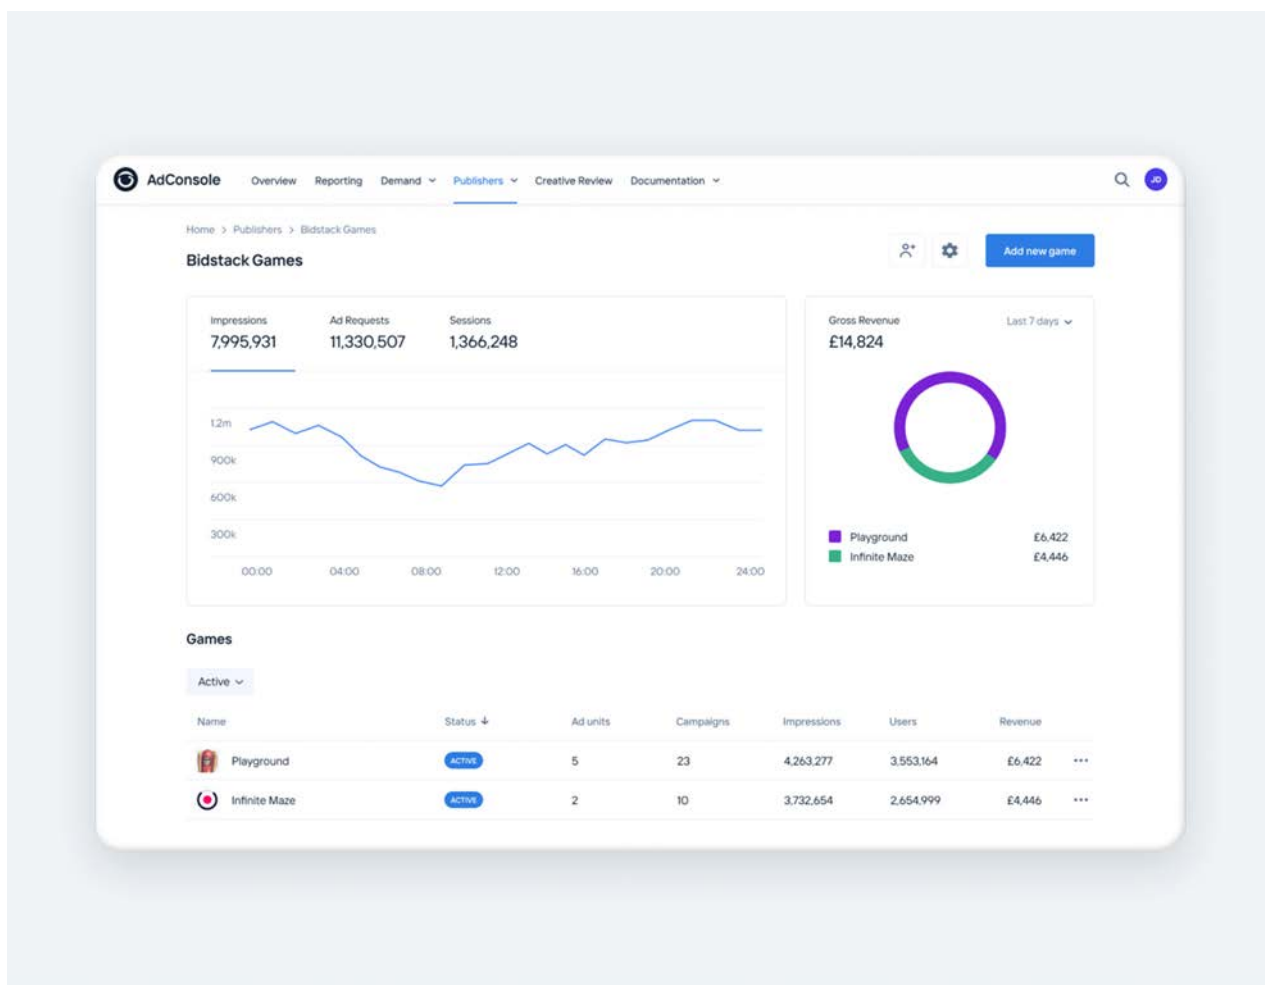 AdConsole Overview Reporting Demand Publishers Creative Review Documentation JD
Home > Publishers > Bidstack Games
Bidstack Games
Add new game
Impressions Ad Requests Sessions
7,995,931 11,330,507 1,366,248
1.2m
900k
600k
300k
00:00 04:00 08:00 12:00 16:00 20:00 24:00
Gross Revenue Last 7 days
£14,824
Playground £6,422
Infinite Maze £4,446
Games
Active
Name Status Ad units Campaigns Impressions Users Revenue
Playground ACTIVE 5 23 4,263,277 3,553,164 £6,422
Infinite Maze ACTIVE 2 10 3,732,654 2,654,999 £4,446